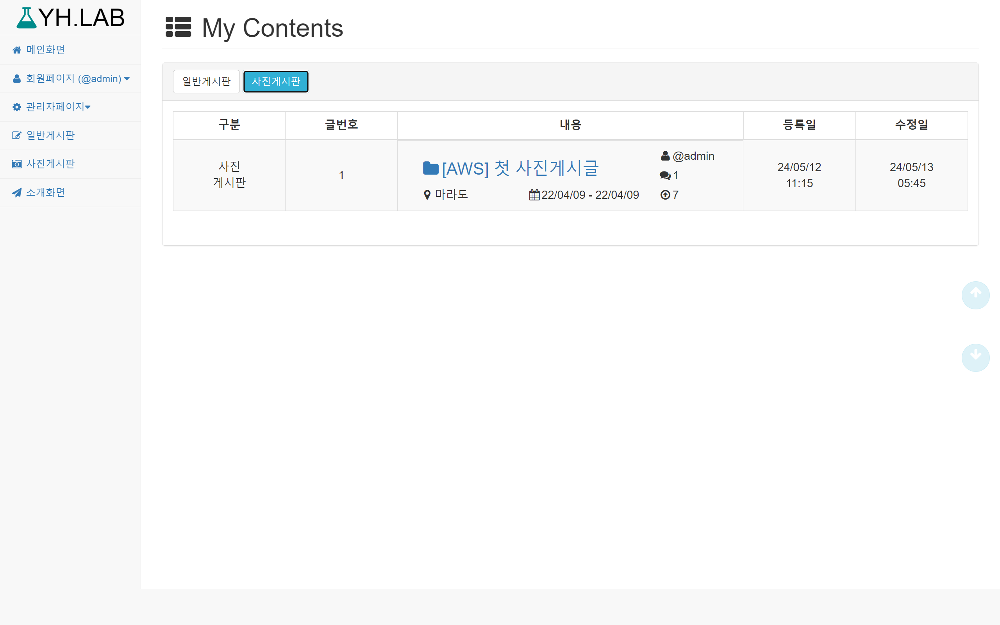 YH.LAB
메인화면
회원페이지 (@admin)
관리자페이지
일반게시판
사진게시판
소개화면
My Contents
일반게시판 사진게시판
구분 글번호 내용 등록일 수정일
사진
게시판
1
[AWS] 첫 사진게시글
마라도 22/04/09 - 22/04/09
@admin
1
7
24/05/12
11:15
24/05/13
05:45